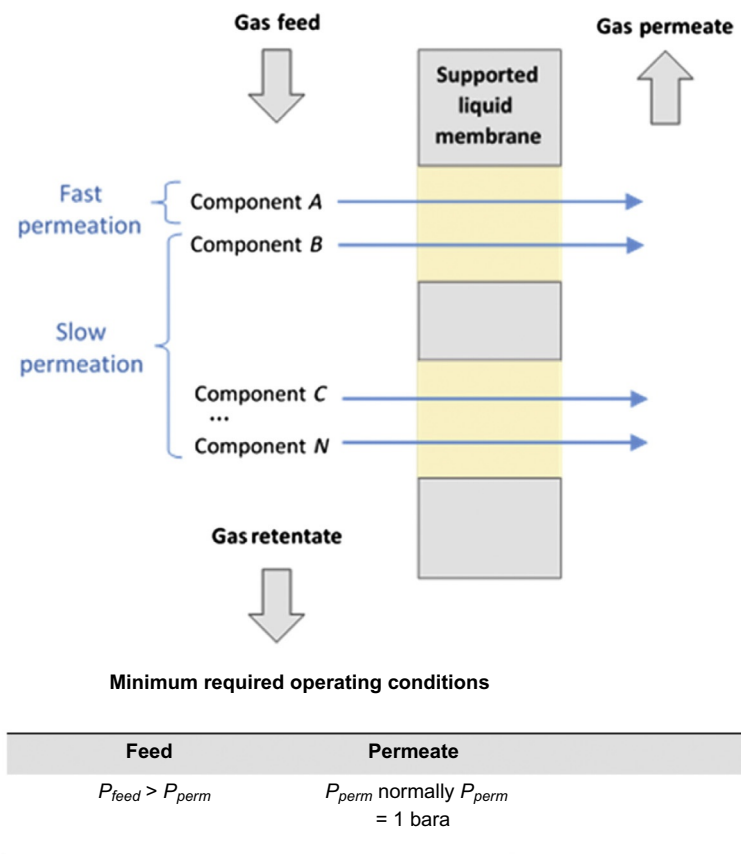 Gas feed
Gas permeate
Supported
liquid
membrane
Fast
permeation
Component A
Component B
Slow
permeation
Component C
...
Component N
Gas retentate
Minimum required operating conditions
Feed Permeate
Pfeed > Pperm Pperm normally Pperm
= 1 bara